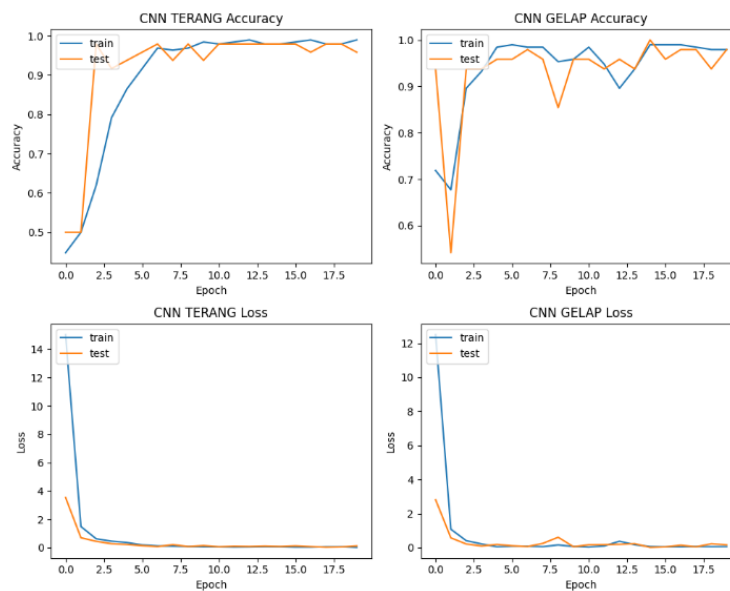 CNN TERANG Accuracy
1.0
0.9
0.8
0.7
0.6
0.5
Accuracy
train
test
0.0 2.5 5.0 7.5 10.0 12.5 15.0 17.5
Epoch
CNN GELAP Accuracy
1.0
0.9
0.8
0.7
0.6
Accuracy
train
test
0.0 2.5 5.0 7.5 10.0 12.5 15.0 17.5
Epoch
CNN TERANG Loss
14
12
10
8
6
4
2
0
Loss
train
test
0.0 2.5 5.0 7.5 10.0 12.5 15.0 17.5
Epoch
CNN GELAP Loss
12
10
8
6
4
2
0
Loss
train
test
0.0 2.5 5.0 7.5 10.0 12.5 15.0 17.5
Epoch